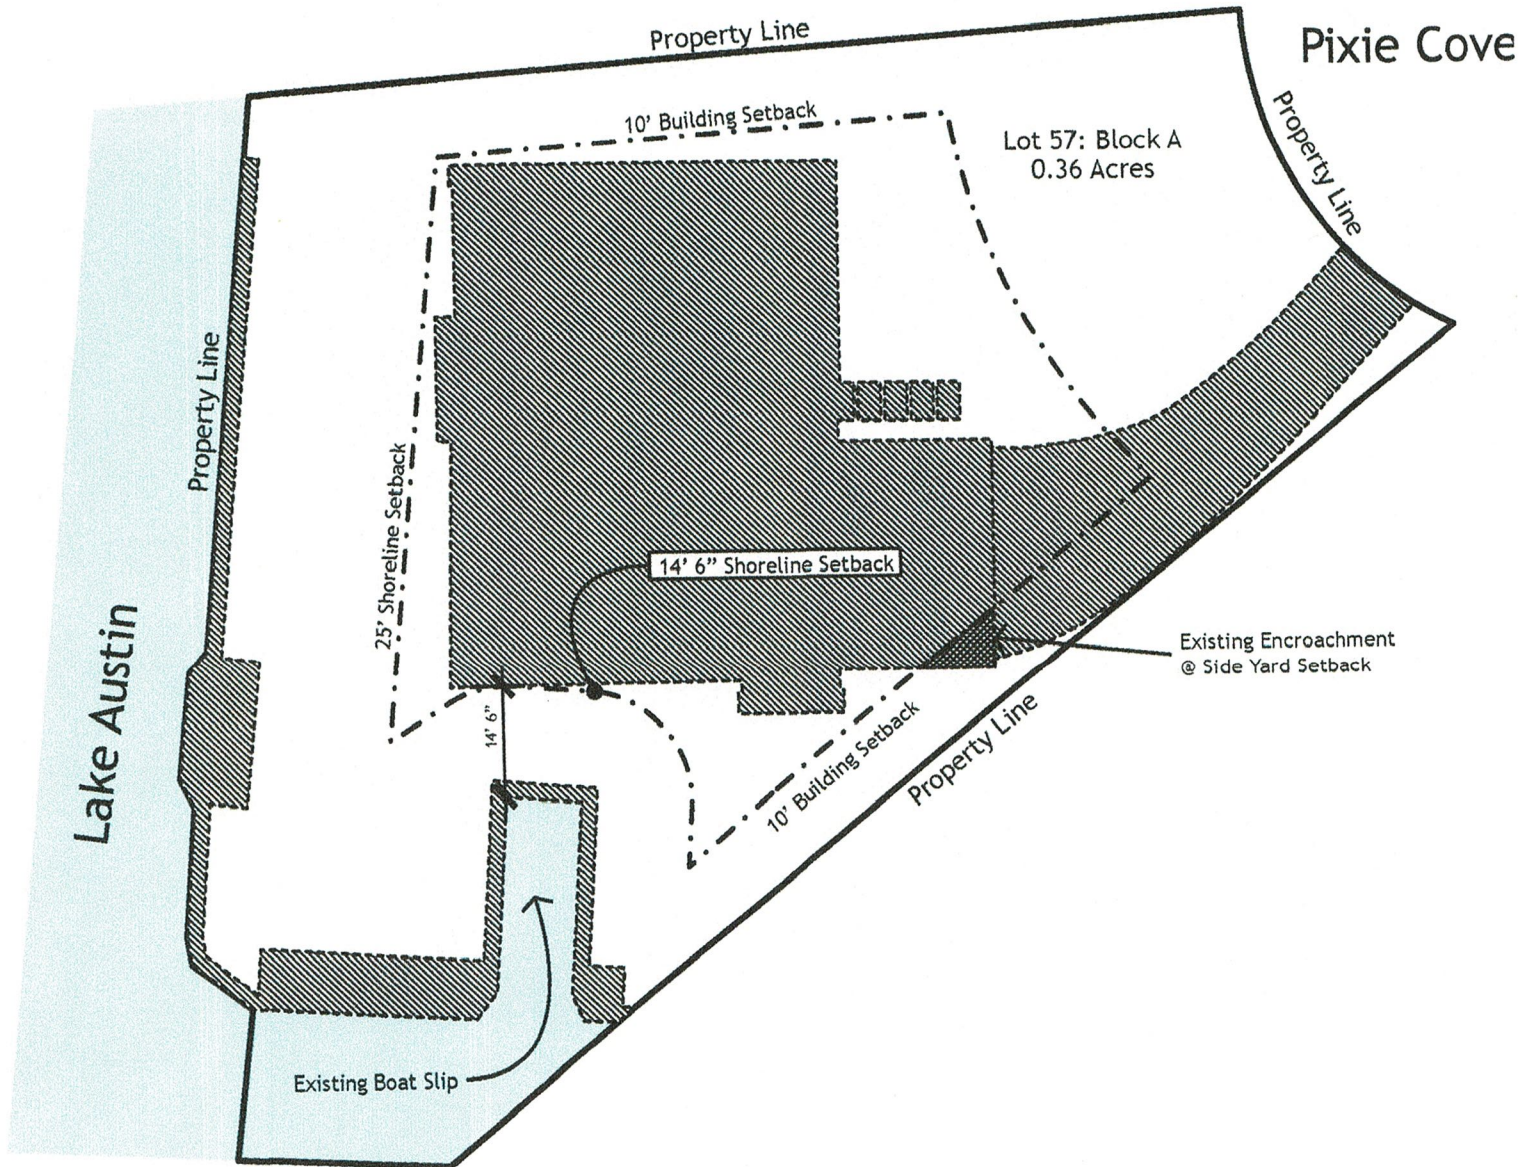 Property Line
Pixie Cove
10’ Building Setback
Lot 57: Block A
0.36 Acres
Property Line
Property Line
25’ Shoreline Setback
14’ 6” Shoreline Setback
Lake Austin
Existing Encroachment
@ Side Yard Setback
14’ 6”
10’ Building Setback
Property Line
Existing Boat Slip